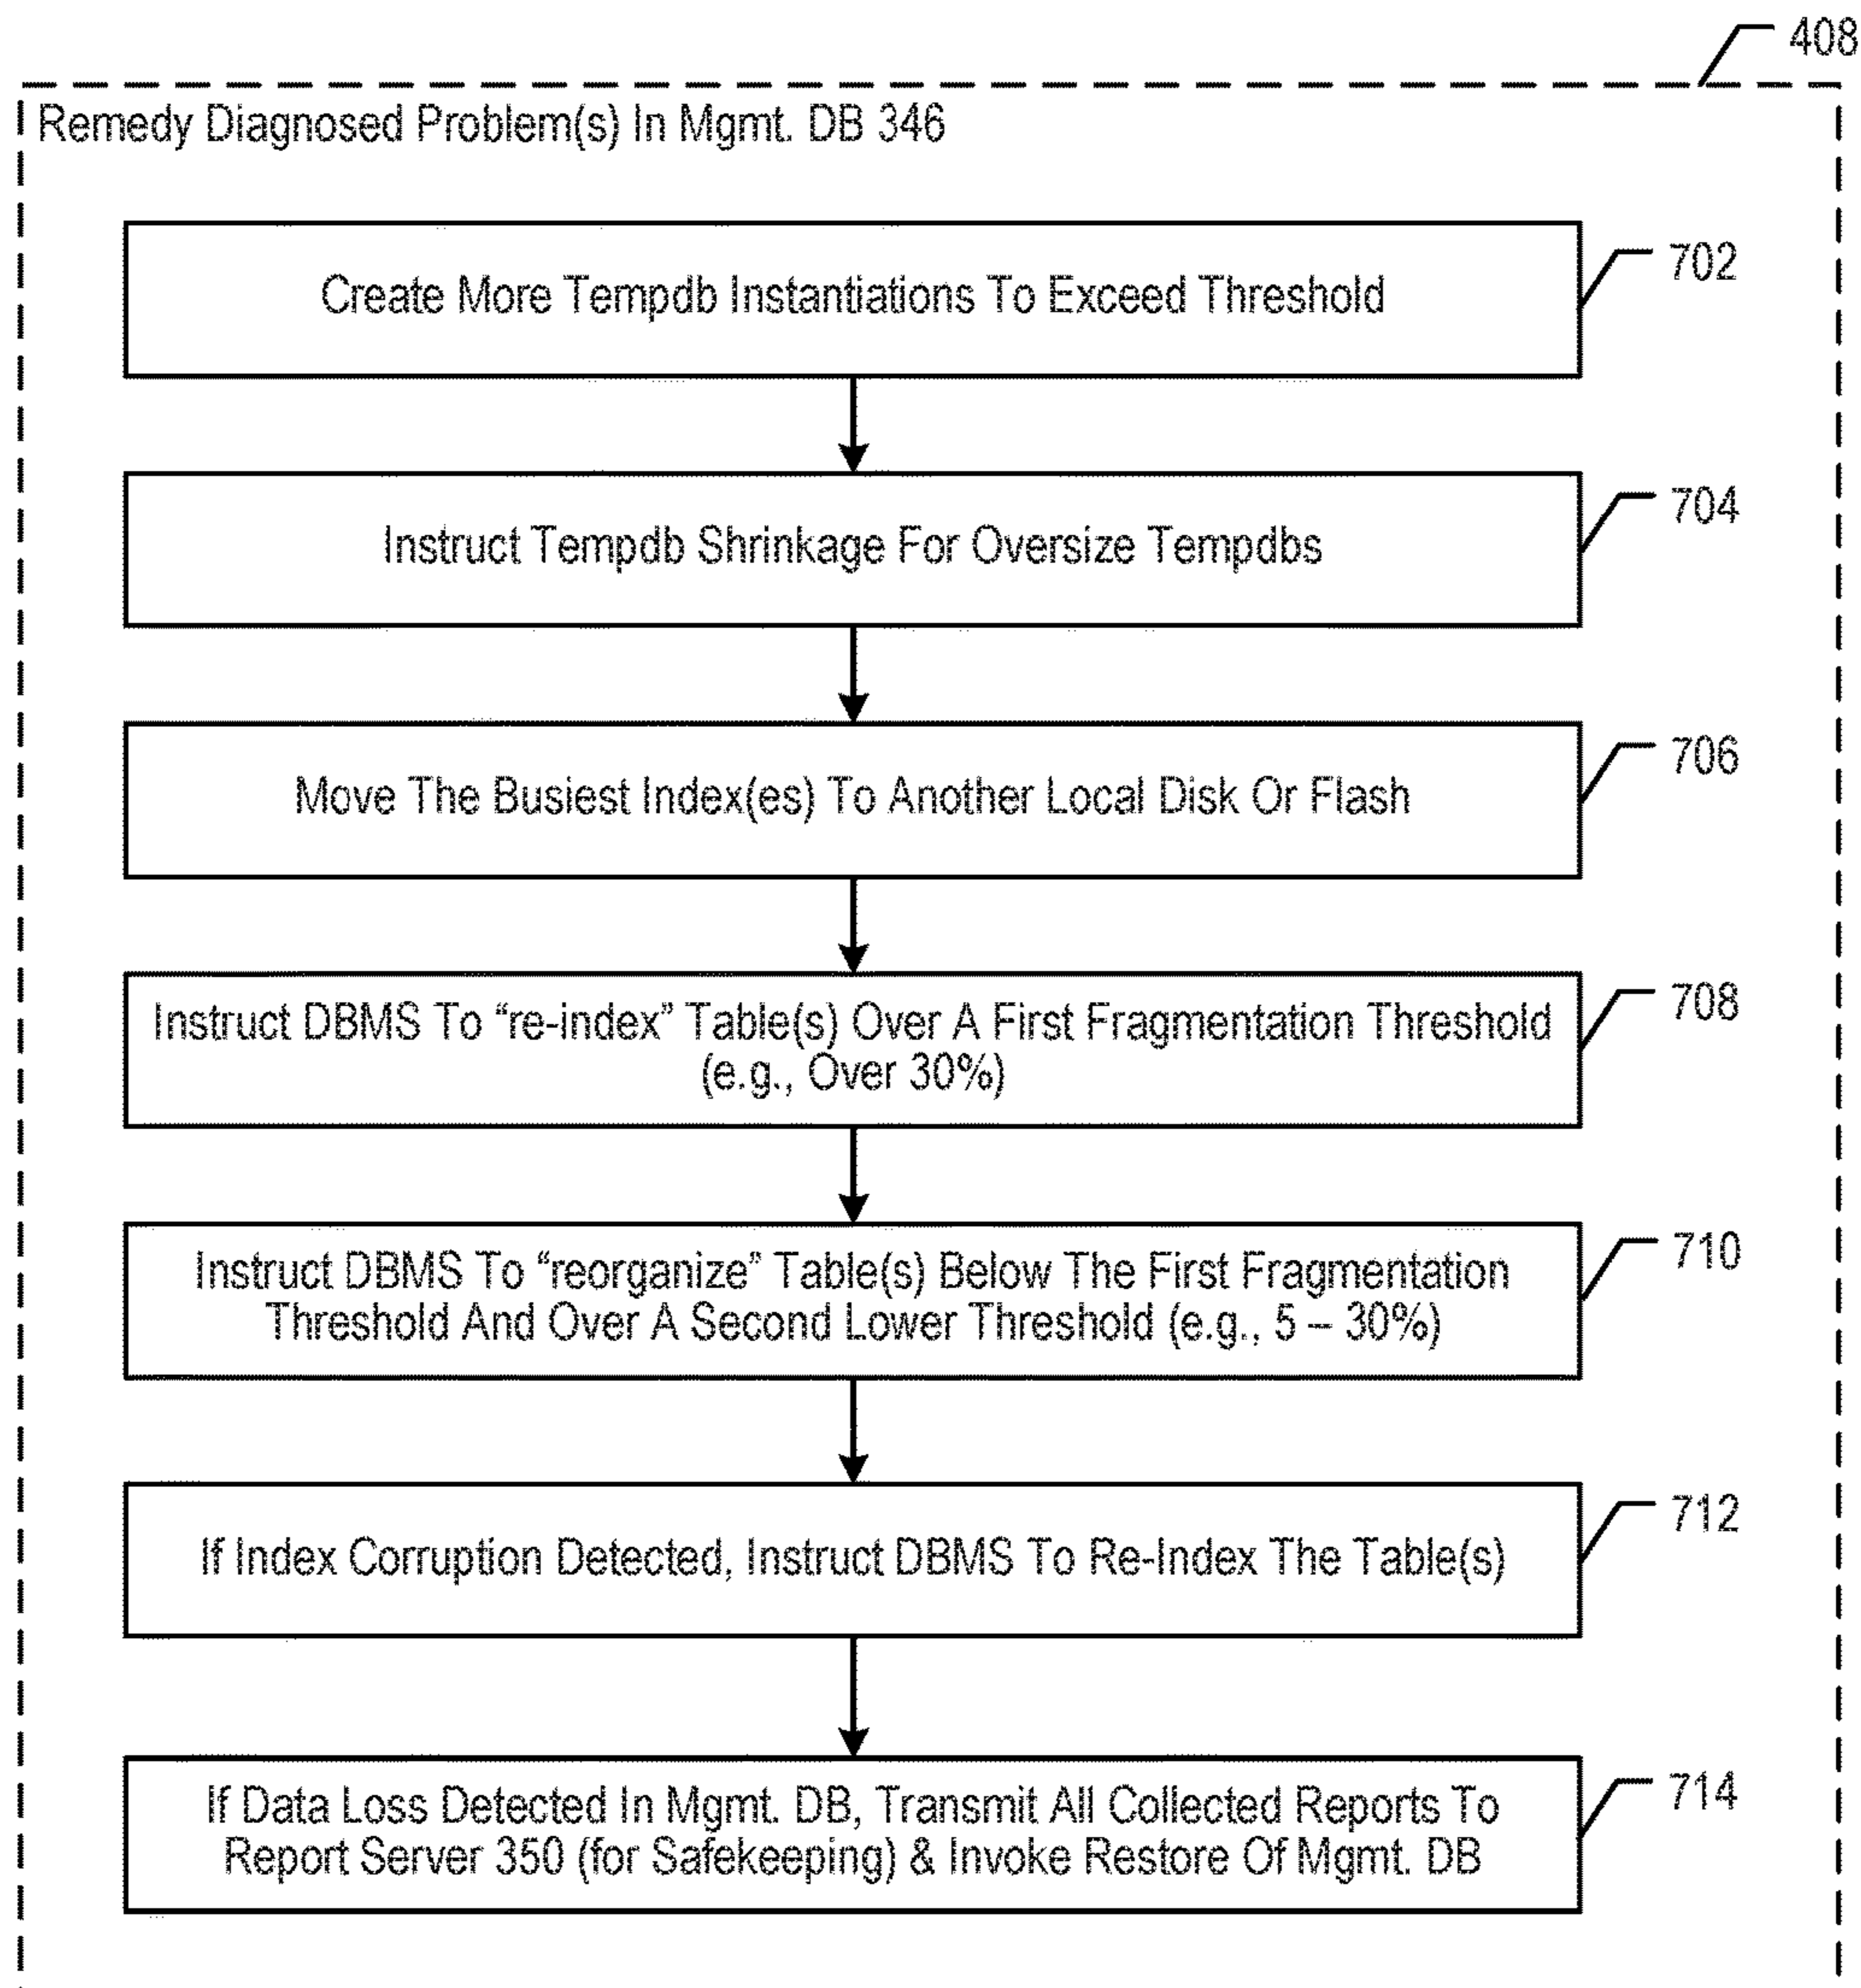 408
Remedy Diagnosed Problem(s) In Mgmt. DB 346
702
Create More Tempdb Instantiations To Exceed Threshold
704
Instruct Tempdb Shrinkage For Oversize Tempdbs
706
Move The Busiest Index(es) To Another Local Disk Or Flash
708
Instruct DBMS To “re-index” Table(s) Over A First Fragmentation Threshold
(e.g., Over 30%)
710
Instruct DBMS To “reorganize” Table(s) Below The First Fragmentation
Threshold And Over A Second Lower Threshold (e.g., 5 – 30%)
712
If Index Corruption Detected, Instruct DBMS To Re-Index The Table(s)
714
If Data Loss Detected In Mgmt. DB, Transmit All Collected Reports To
Report Server 350 (for Safekeeping) & Invoke Restore Of Mgmt. DB